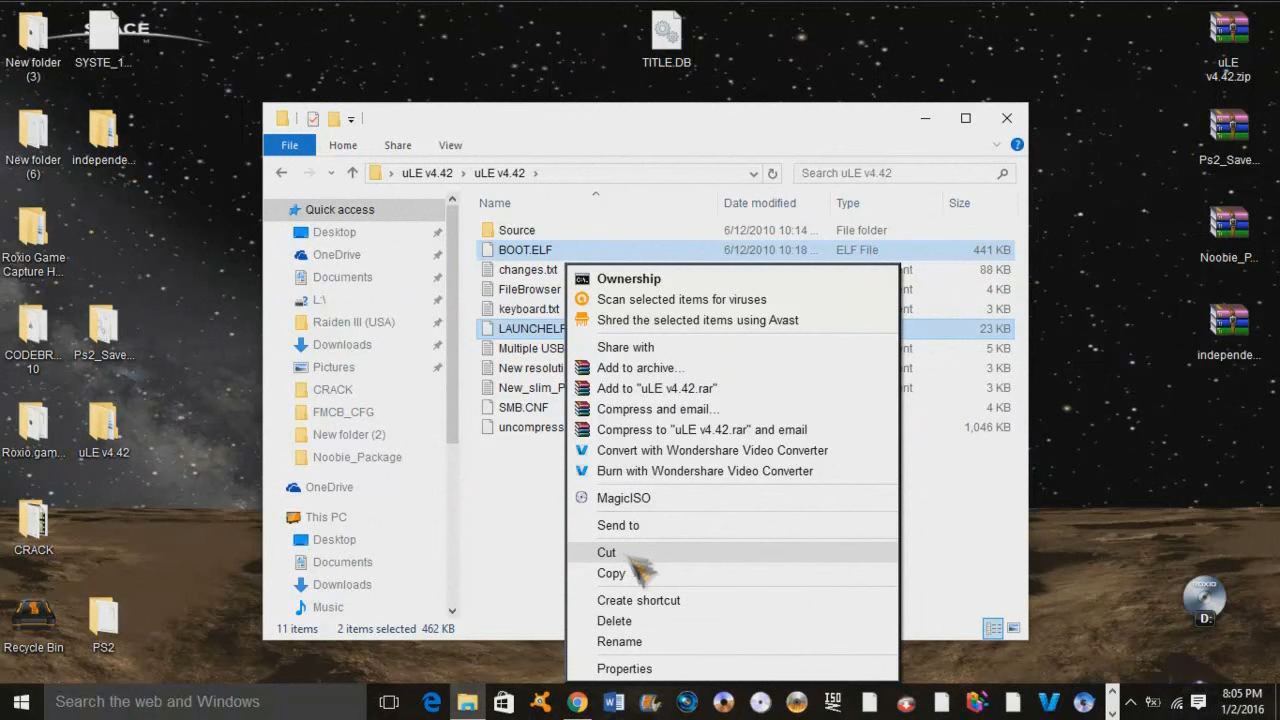 SPACE
New folder
(3)
SYSTE_1...
TITLE.DB
uLE
v4.42.zip
New folder
(6)
independe...
Ps2_Save...
Roxio Game
Capture H...
Noobie_P...
CODEBR...
10
Ps2_Save...
independe...
Roxio gam...
uLE v4.42
CRACK
Recycle Bin
PS2
ROXIO
D:
File
Home
Share
View
uLE v4.42
uLE v4.42
Search uLE v4.42
Quick access
Desktop
OneDrive
Documents
L:\
Raiden III (USA)
Downloads
Pictures
CRACK
FMCB_CFG
New folder (2)
Noobie_Package
OneDrive
This PC
Desktop
Documents
Downloads
Music
Name
Date modified
Type
Size
Source
6/12/2010 10:14 ...
File folder
BOOT.ELF
6/12/2010 10:18 ...
ELF File
441 KB
changes.txt
88 KB
FileBrowser
4 KB
keyboard.txt
3 KB
LAUNCHELF
23 KB
Multiple USB
5 KB
New resoluti
3 KB
New_slim_P
3 KB
SMB.CNF
4 KB
uncompress
1,046 KB
Ownership
Scan selected items for viruses
Shred the selected items using Avast
Share with
Add to archive...
Add to "uLE v4.42.rar"
Compress and email...
Compress to "uLE v4.42.rar" and email
Convert with Wondershare Video Converter
Burn with Wondershare Video Converter
MagicISO
Send to
Cut
Copy
Create shortcut
Delete
Rename
Properties
11 items
2 items selected
462 KB
Search the web and Windows
ISO
8:05 PM
1/2/2016